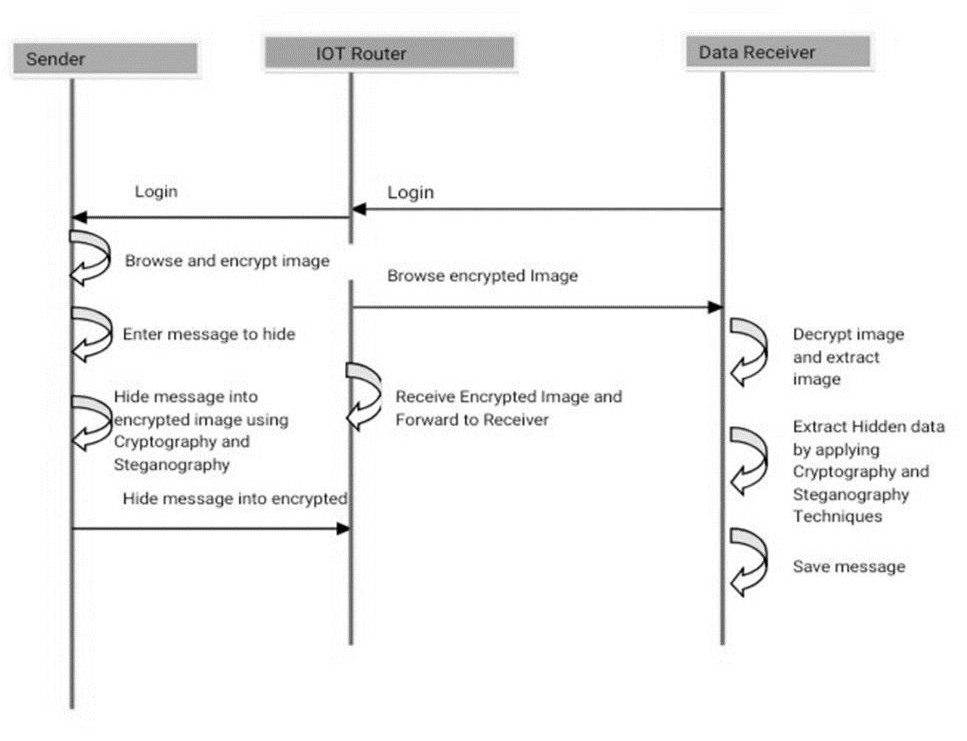 Sender
IOT Router
Data Receiver
Login
Login
Browse and encrypt image
Browse encrypted Image
Enter message to hide
Decrypt image
and extract
image
Hide message into
encrypted image using
Cryptography and
Steganography
Receive Encrypted Image and
Forward to Receiver
Extract Hidden data
by applying
Cryptography and
Steganography
Techniques
Hide message into encrypted
Save message